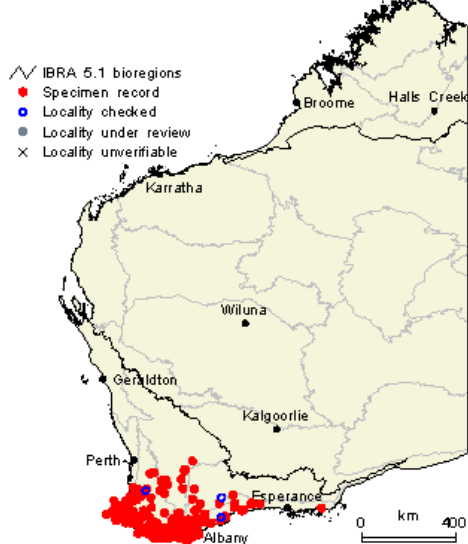 IBRA 5.1 bioregions
Specimen record
Locality checked
Locality under review
Locality unverifiable
Broome
Halls Creek
Karratha
Wiluna
Geraldton
Kalgoorlie
Perth
Esperance
Albany
km
0 400